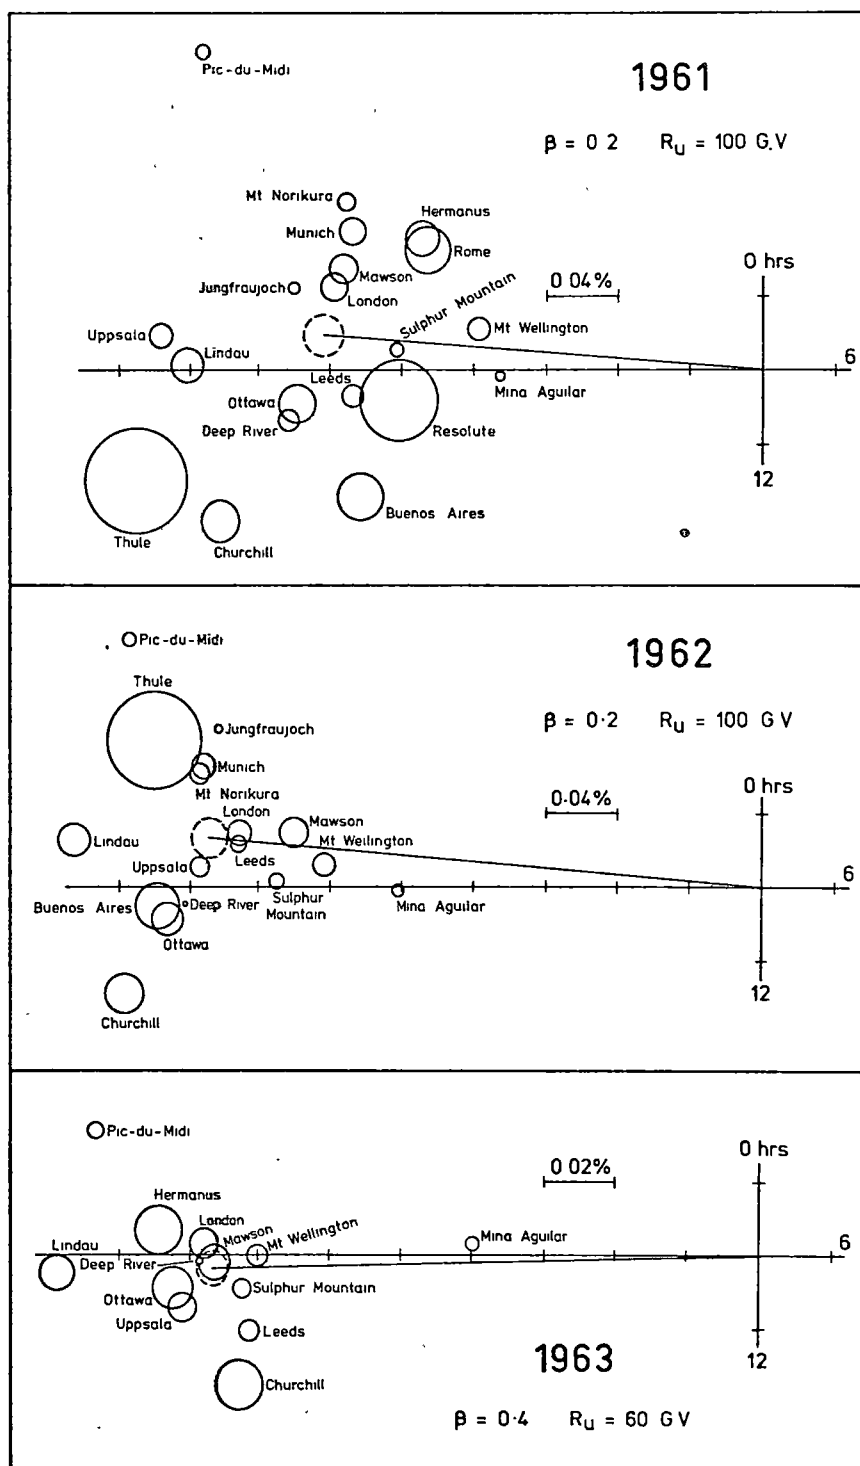 Pic-du-Midi
1961
β = 0 2 Ru = 100 G.V
Mt Norikura
Hermanus
Munich
Rome
0 hrs
Mawson
Jungfraujoch
London
0 04%
Sulphur Mountain
Uppsala
Mt Wellington
Lindau
6
Leeds
Mina Aguilar
Ottawa
Deep River
Resolute
12
Buenos Aires
Thule
Churchill
Pic-du-Midi
1962
Thule
β = 0·2 Ru = 100 G V
Jungfraujoch
Munich
Mt Norikura
0 hrs
0·04%
London
Mawson
Lindau
Mt Wellington
Leeds
Uppsala
6
Buenos Aires
Deep River
Sulphur
Mountain
Mina Aguilar
Ottawa
12
Churchill
Pic-du-Midi
0 hrs
0 02%
Hermanus
London
Mawson
Mt Wellington
Mina Aguilar
Lindau
6
Deep River
Ottawa
Sulphur Mountain
Uppsala
Leeds
12
1963
Churchill
β = 0·4 Ru = 60 G V